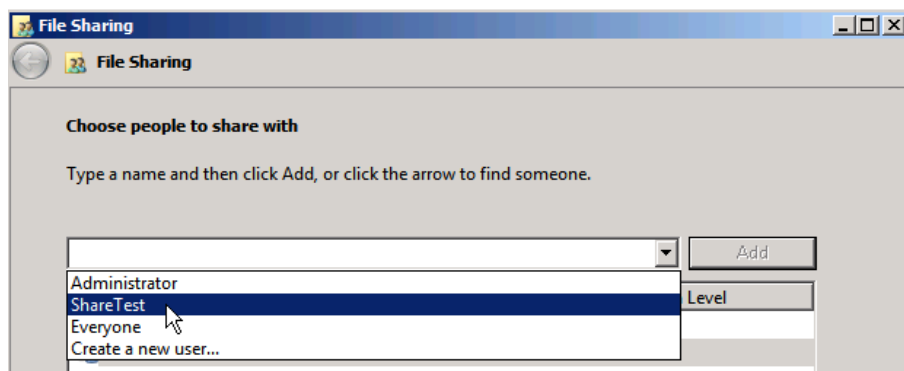 File Sharing
File Sharing
Choose people to share with
Type a name and then click Add, or click the arrow to find someone.
Add
Administrator
ShareTest
Level
Everyone
Create a new user...